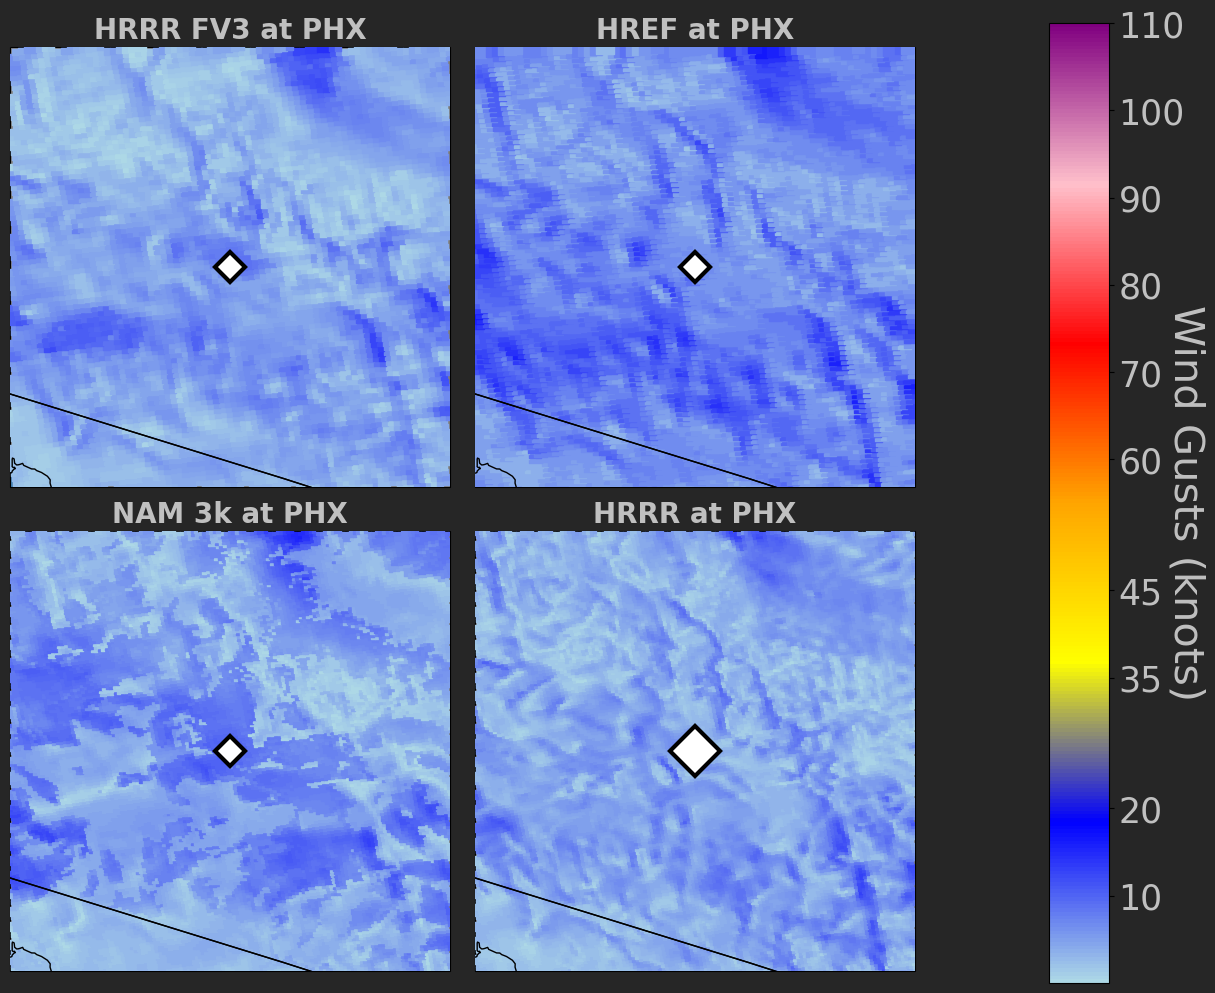 HRRR FV3 at PHX
HREF at PHX
NAM 3k at PHX
HRRR at PHX
110
100
90
80
70
60
45
35
20
10
Wind Gusts (knots)